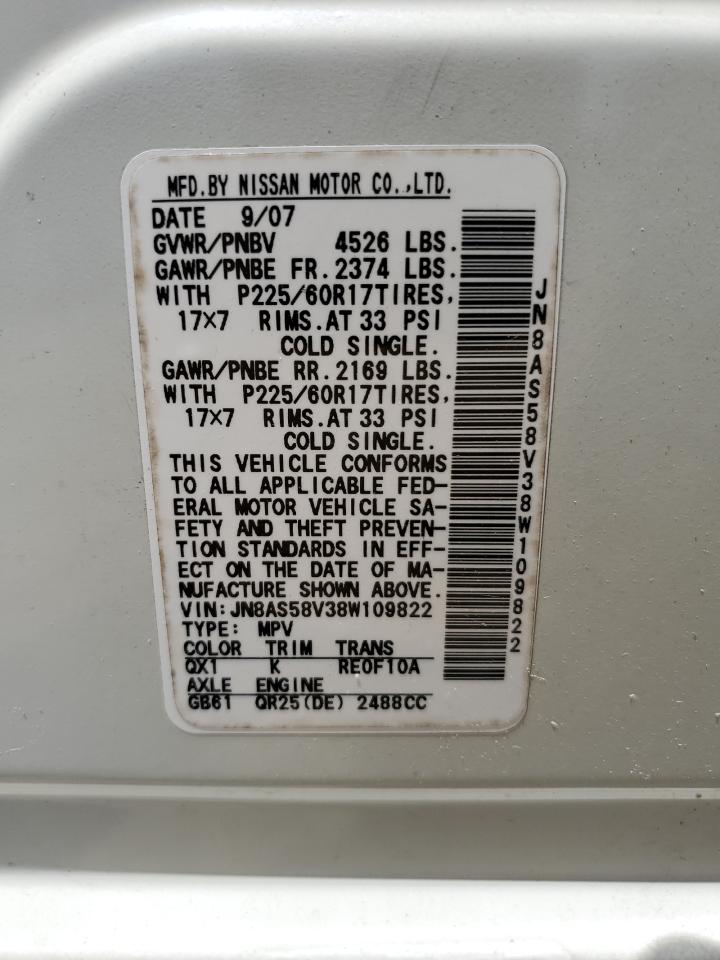 MFD.BY NISSAN MOTOR CO.,LTD.
DATE 9/07
GVWR/PNBV 4526 LBS.
GAWR/PNBE FR.2374 LBS.
WITH P225/60R17TIRES,
17×7 RIMS.AT 33 PSI
COLD SINGLE.
GAWR/PNBE RR.2169 LBS.
WITH P225/60R17TIRES,
17×7 RIMS.AT 33 PSI
COLD SINGLE.
THIS VEHICLE CONFORMS
TO ALL APPLICABLE FED-
ERAL MOTOR VEHICLE SA-
FETY AND THEFT PREVEN-
TION STANDARDS IN EFF-
ECT ON THE DATE OF MA-
NUFACTURE SHOWN ABOVE.
VIN:JN8AS58V38W109822
TYPE: MPV
COLOR TRIM TRANS
QX1 K RE0F10A
AXLE ENGINE
GB61 QR25(DE) 2488CC
JN8AS58V38W109822